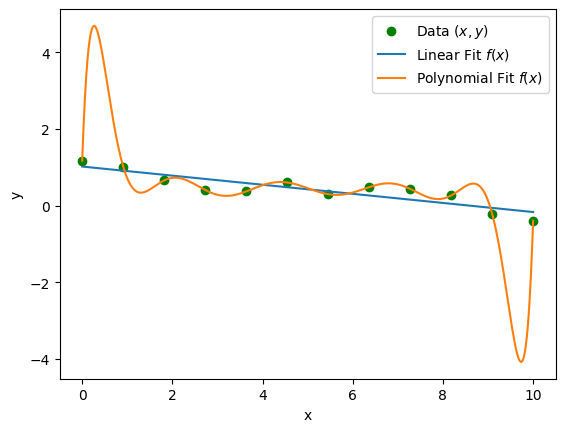 Data (x, y)
Linear Fit f(x)
Polynomial Fit f(x)
4
2
0
−2
−4
y
0
2
4
6
8
10
x